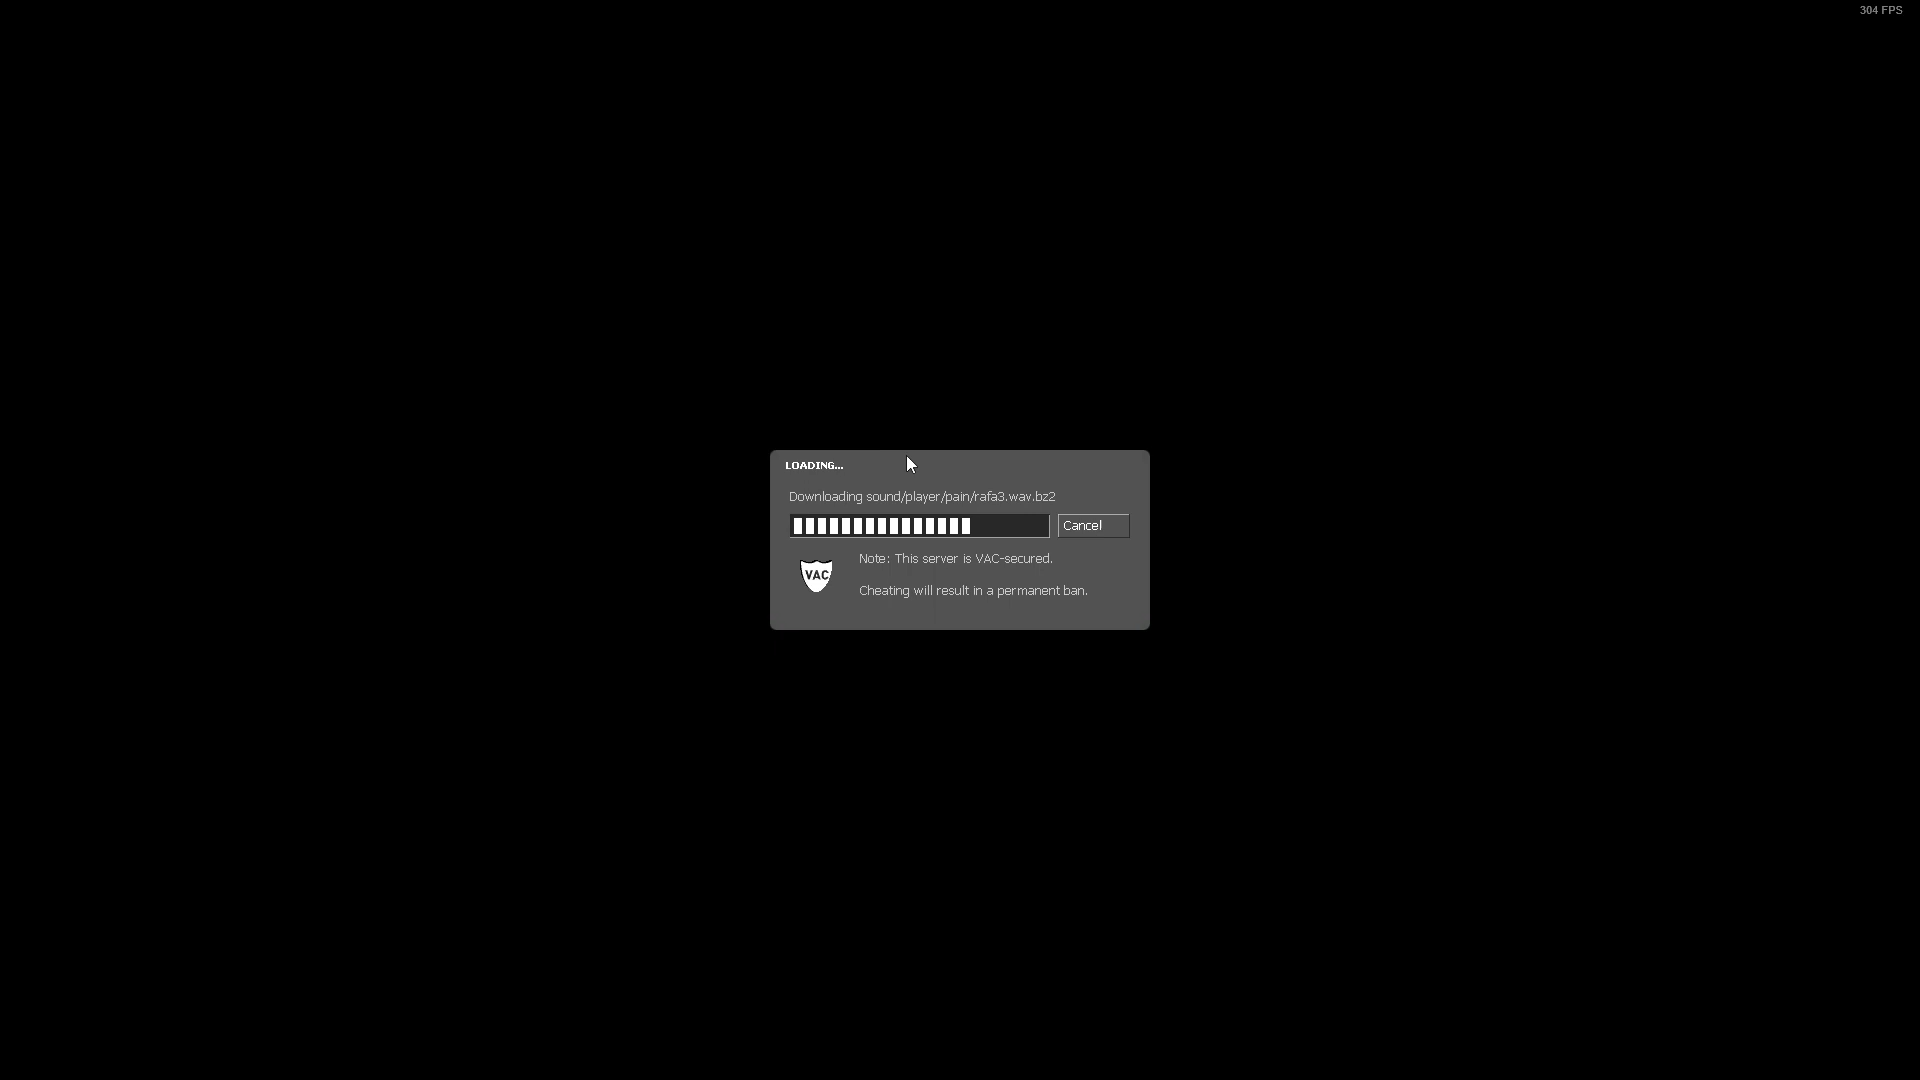 304 FPS
LOADING...
Downloading sound/player/pain/rafa3.wav.bz2
Cancel
Note: This server is VAC-secured.
VAC
Cheating will result in a permanent ban.